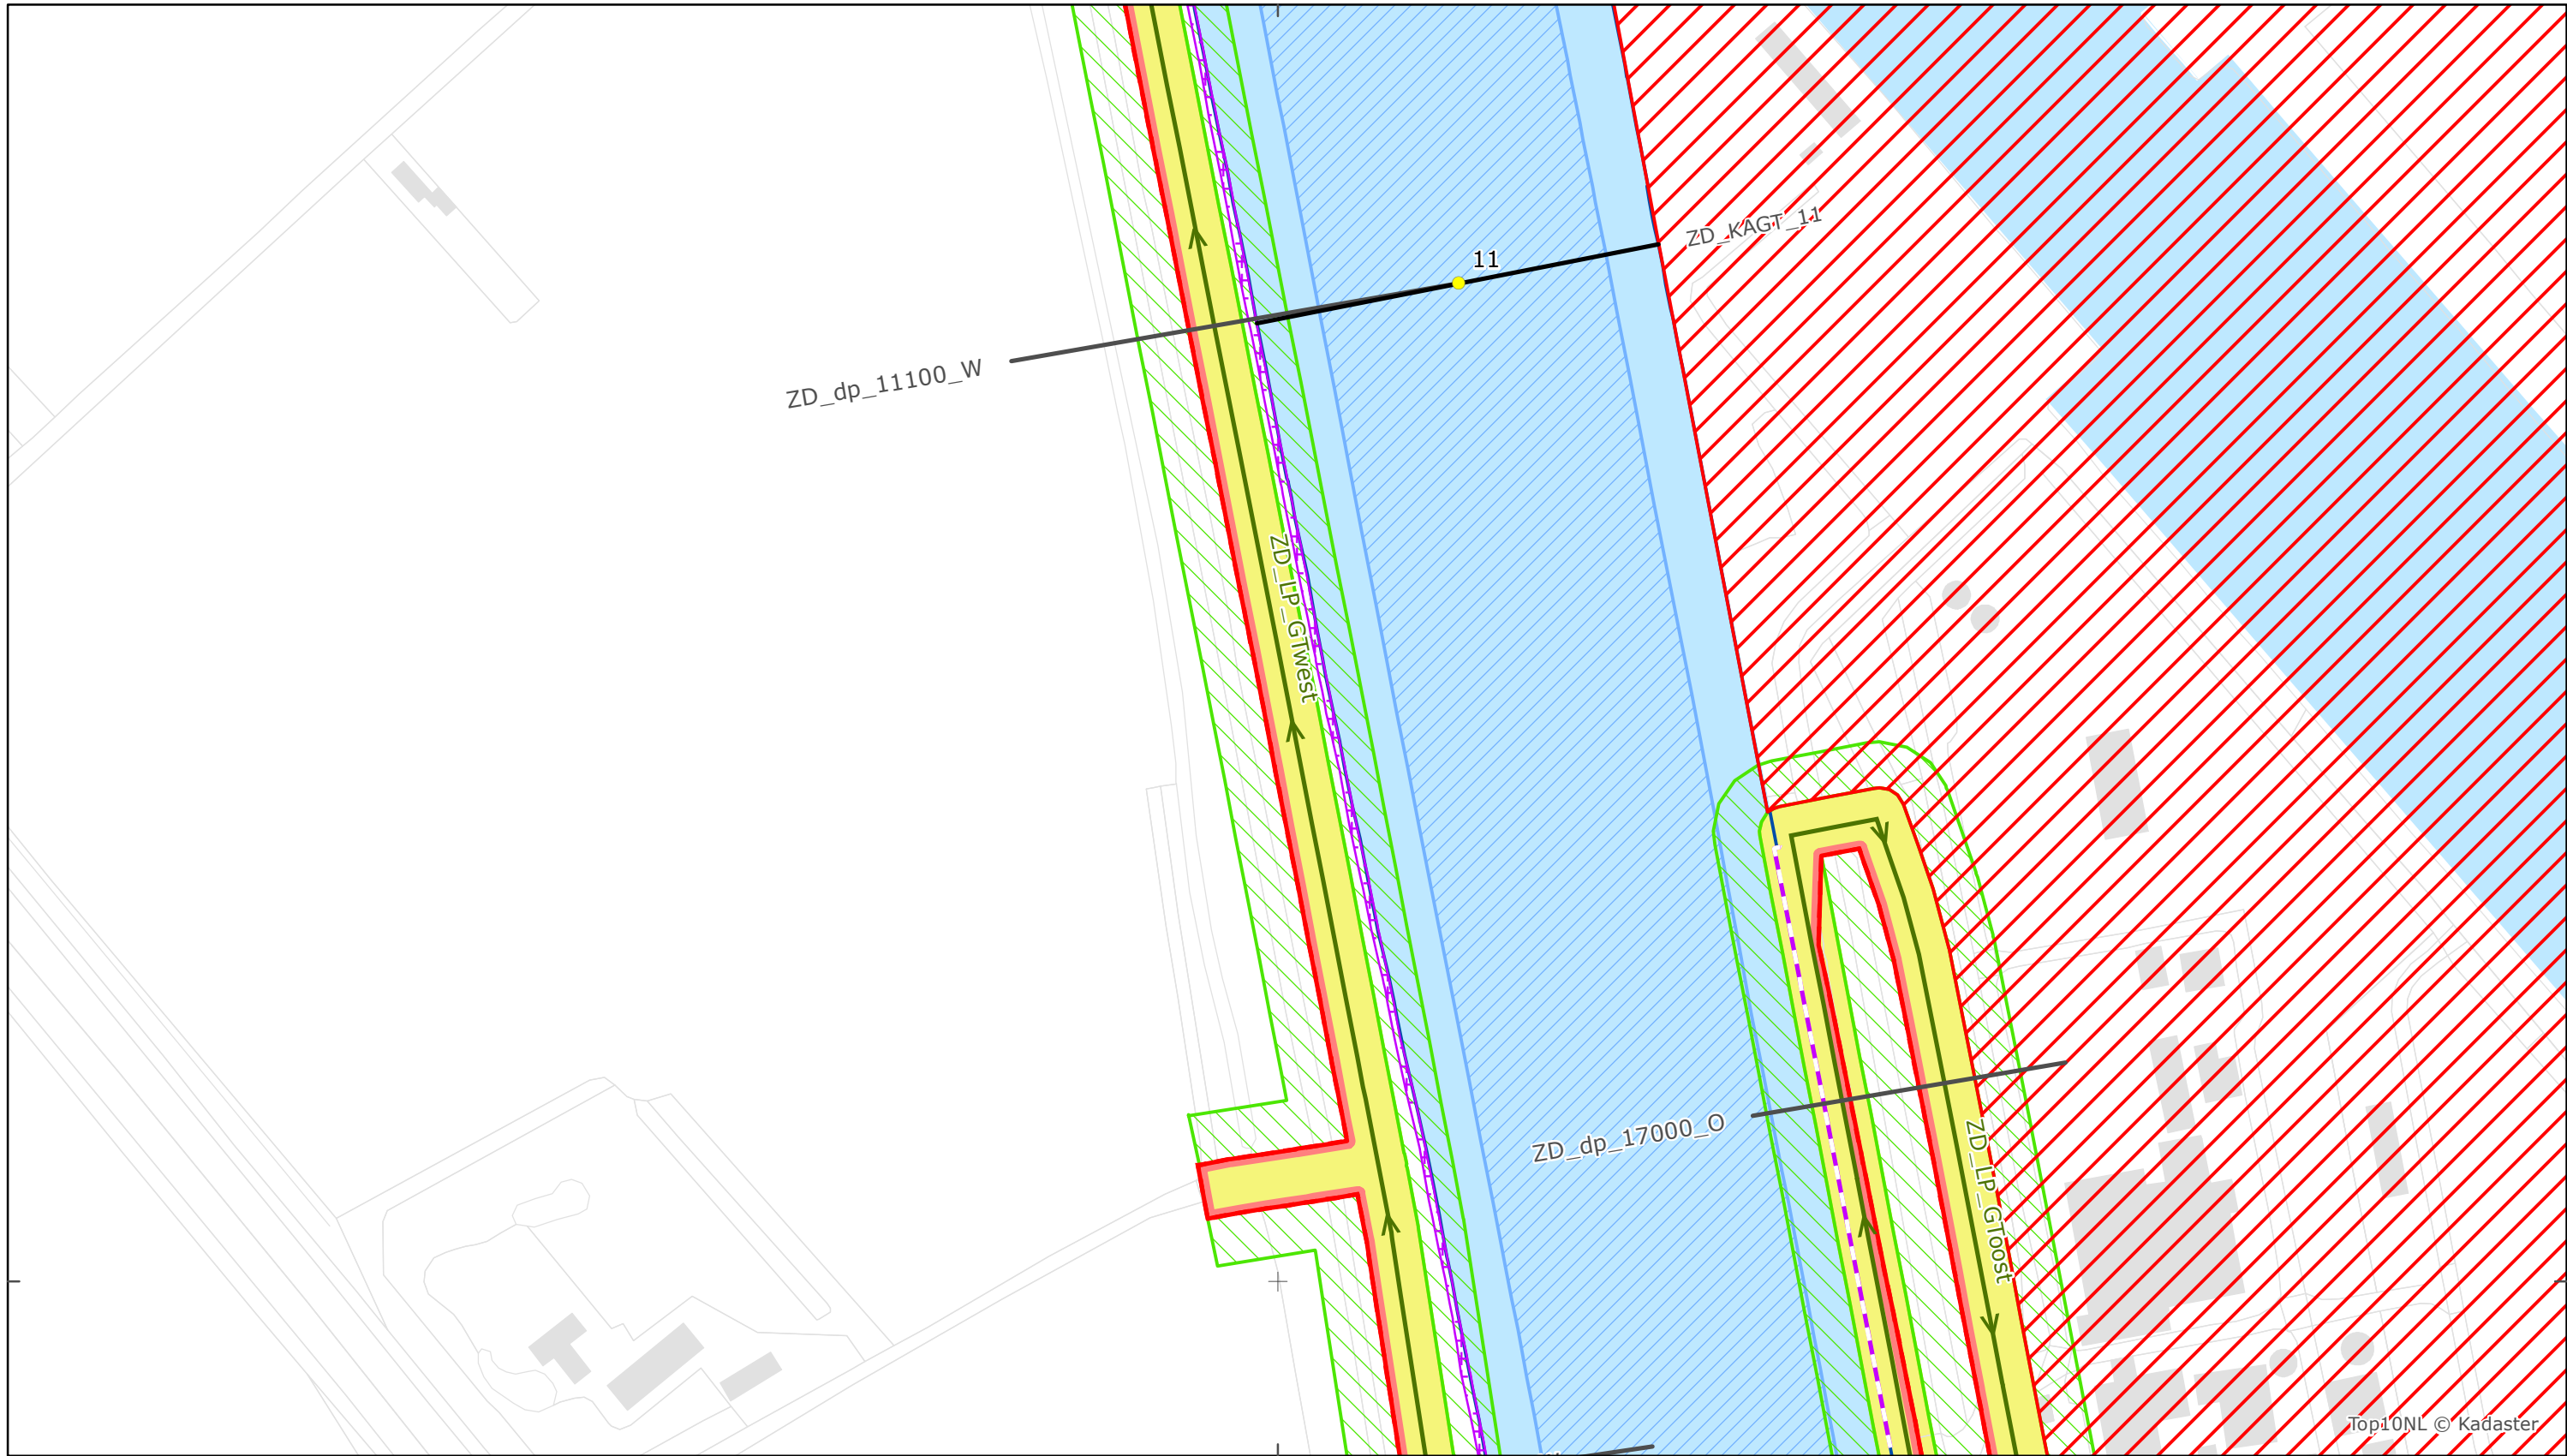 ZD_KAGT_11
11
ZD_dp_11100_W
ZD_LP_GTwest
ZD_dp_17000_O
ZD_LP_GToost
Top10NL © Kadaster